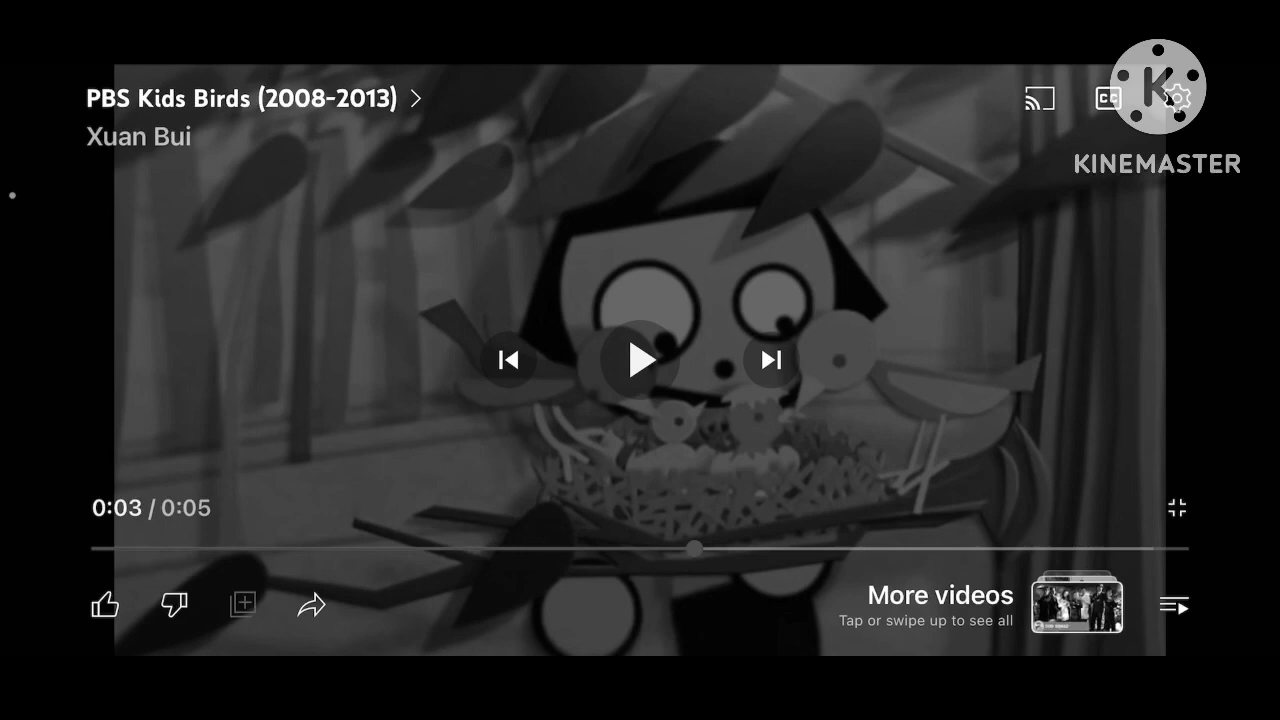 PBS Kids Birds (2008-2013)
Xuan Bui
CC
K
KINEMASTER
0:03 / 0:05
More videos
Tap or swipe up to see all